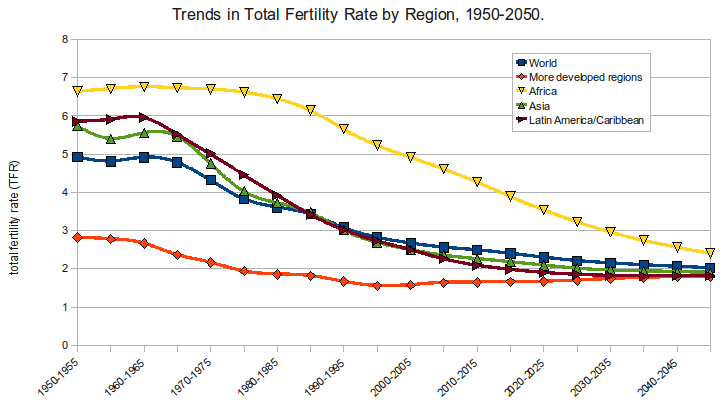 Trends in Total Fertility Rate by Region, 1950-2050.
8
7
6
5
4
3
2
1
0
total fertility rate (TFR)
World
More developed regions
Africa
Asia
Latin America/Caribbean
1950-1955
1960-1965
1970-1975
1980-1985
1990-1995
2000-2005
2010-2015
2020-2025
2030-2035
2040-2045